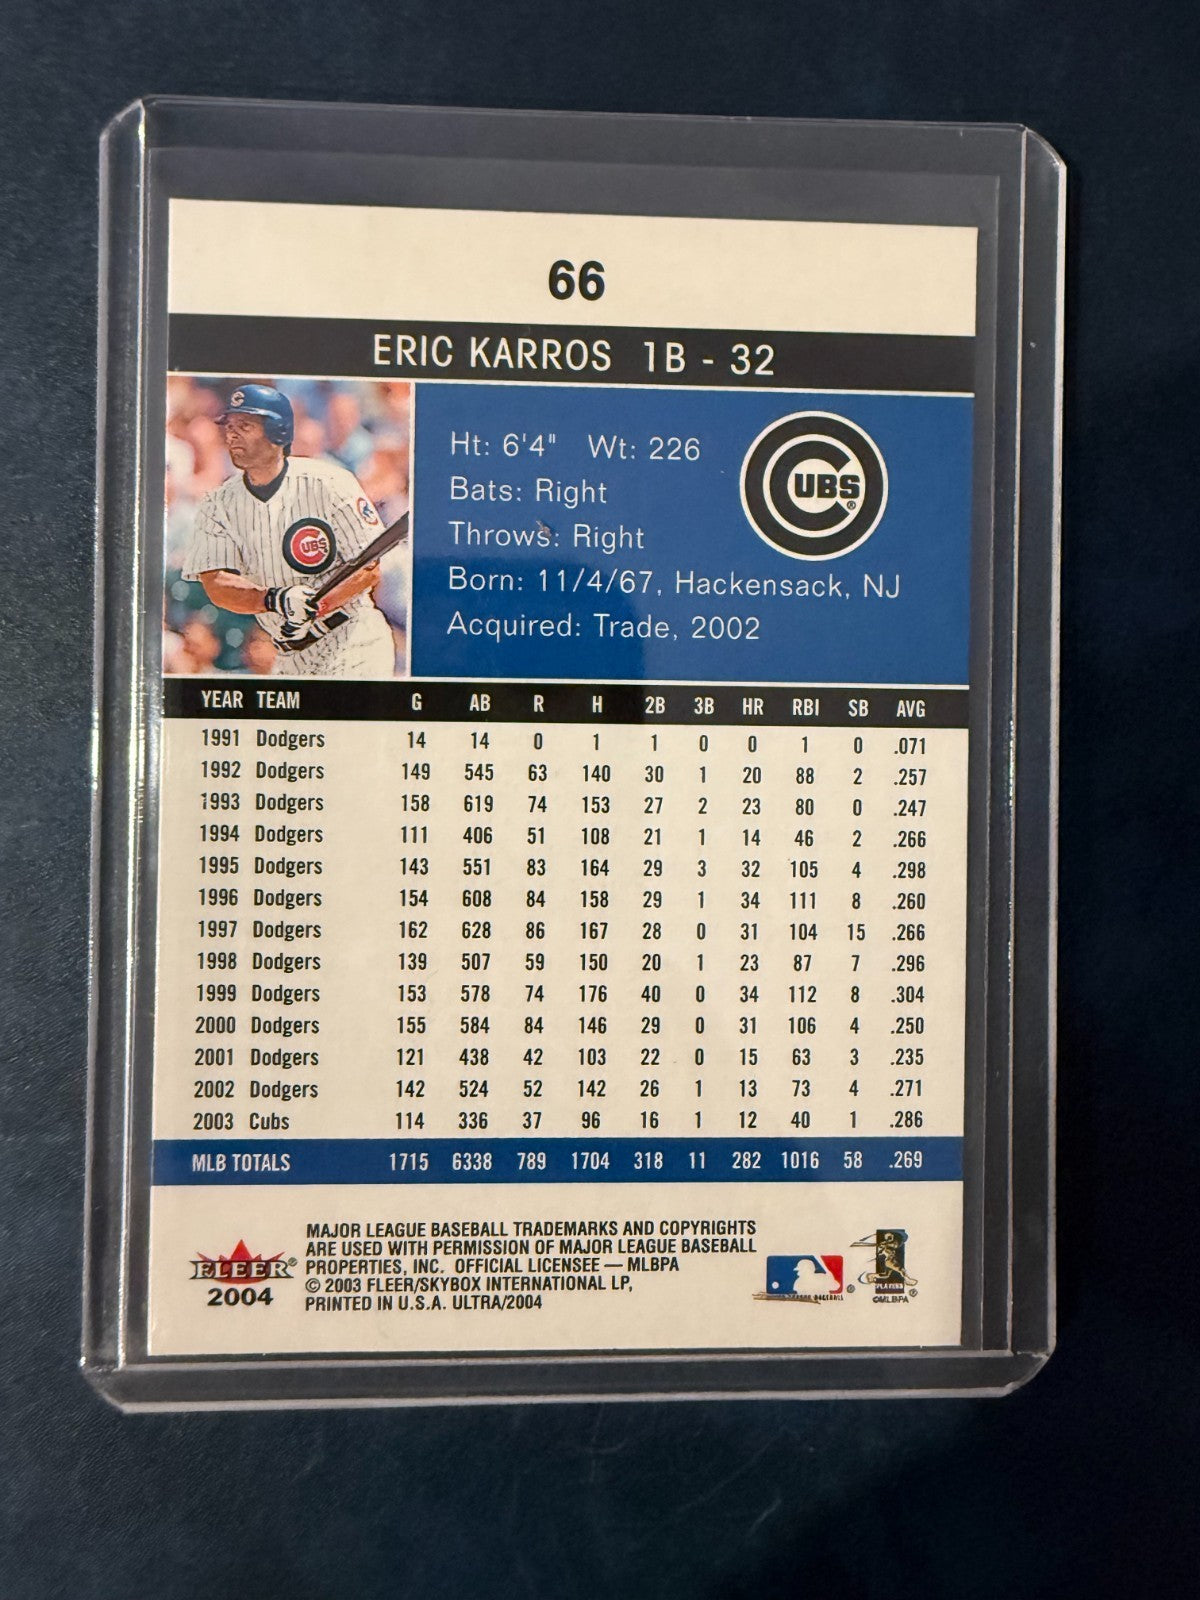 66
ERIC KARROS 1B - 32
Ht: 6'4" Wt: 226
Bats: Right
Throws: Right
Born: 11/4/67, Hackensack, NJ
Acquired: Trade, 2002
CUBS®
CUBS
YEAR TEAM G AB R H 2B 3B HR RBI SB AVG
1991 Dodgers 14 14 0 1 1 0 0 1 0 .071
1992 Dodgers 149 545 63 140 30 1 20 88 2 .257
1993 Dodgers 158 619 74 153 27 2 23 80 0 .247
1994 Dodgers 111 406 51 108 21 1 14 46 2 .266
1995 Dodgers 143 551 83 164 29 3 32 105 4 .298
1996 Dodgers 154 608 84 158 29 1 34 111 8 .260
1997 Dodgers 162 628 86 167 28 0 31 104 15 .266
1998 Dodgers 139 507 59 150 20 1 23 87 7 .296
1999 Dodgers 153 578 74 176 40 0 34 112 8 .304
2000 Dodgers 155 584 84 146 29 0 31 106 4 .250
2001 Dodgers 121 438 42 103 22 0 15 63 3 .235
2002 Dodgers 142 524 52 142 26 1 13 73 4 .271
2003 Cubs 114 336 37 96 16 1 12 40 1 .286
MLB TOTALS 1715 6338 789 1704 318 11 282 1016 58 .269
FLEER®
2004
MAJOR LEAGUE BASEBALL TRADEMARKS AND COPYRIGHTS
ARE USED WITH PERMISSION OF MAJOR LEAGUE BASEBALL
PROPERTIES, INC. OFFICIAL LICENSEE — MLBPA
© 2003 FLEER/SKYBOX INTERNATIONAL LP,
PRINTED IN U.S.A. ULTRA/2004
®
PLAYERS
©MLBPA®